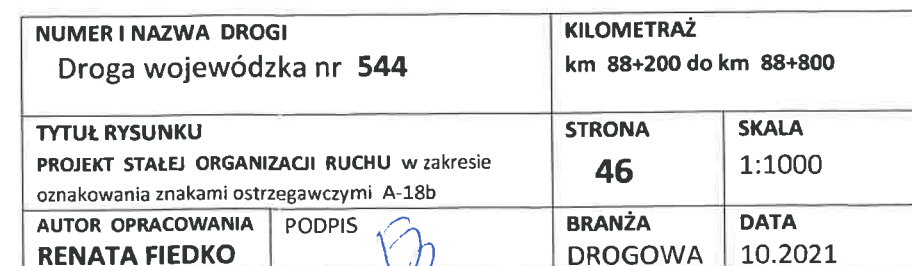 NUMER I NAZWA DROGI
Droga wojewódzka nr 544
KILOMETRAŻ
km 88+200 do km 88+800
TYTUŁ RYSUNKU
PROJEKT STAŁEJ ORGANIZACJI RUCHU w zakresie
oznakowania znakami ostrzegawczymi A-18b
STRONA
46
SKALA
1:1000
AUTOR OPRACOWANIA
RENATA FIEDKO
PODPIS
BRANŻA
DROGOWA
DATA
10.2021